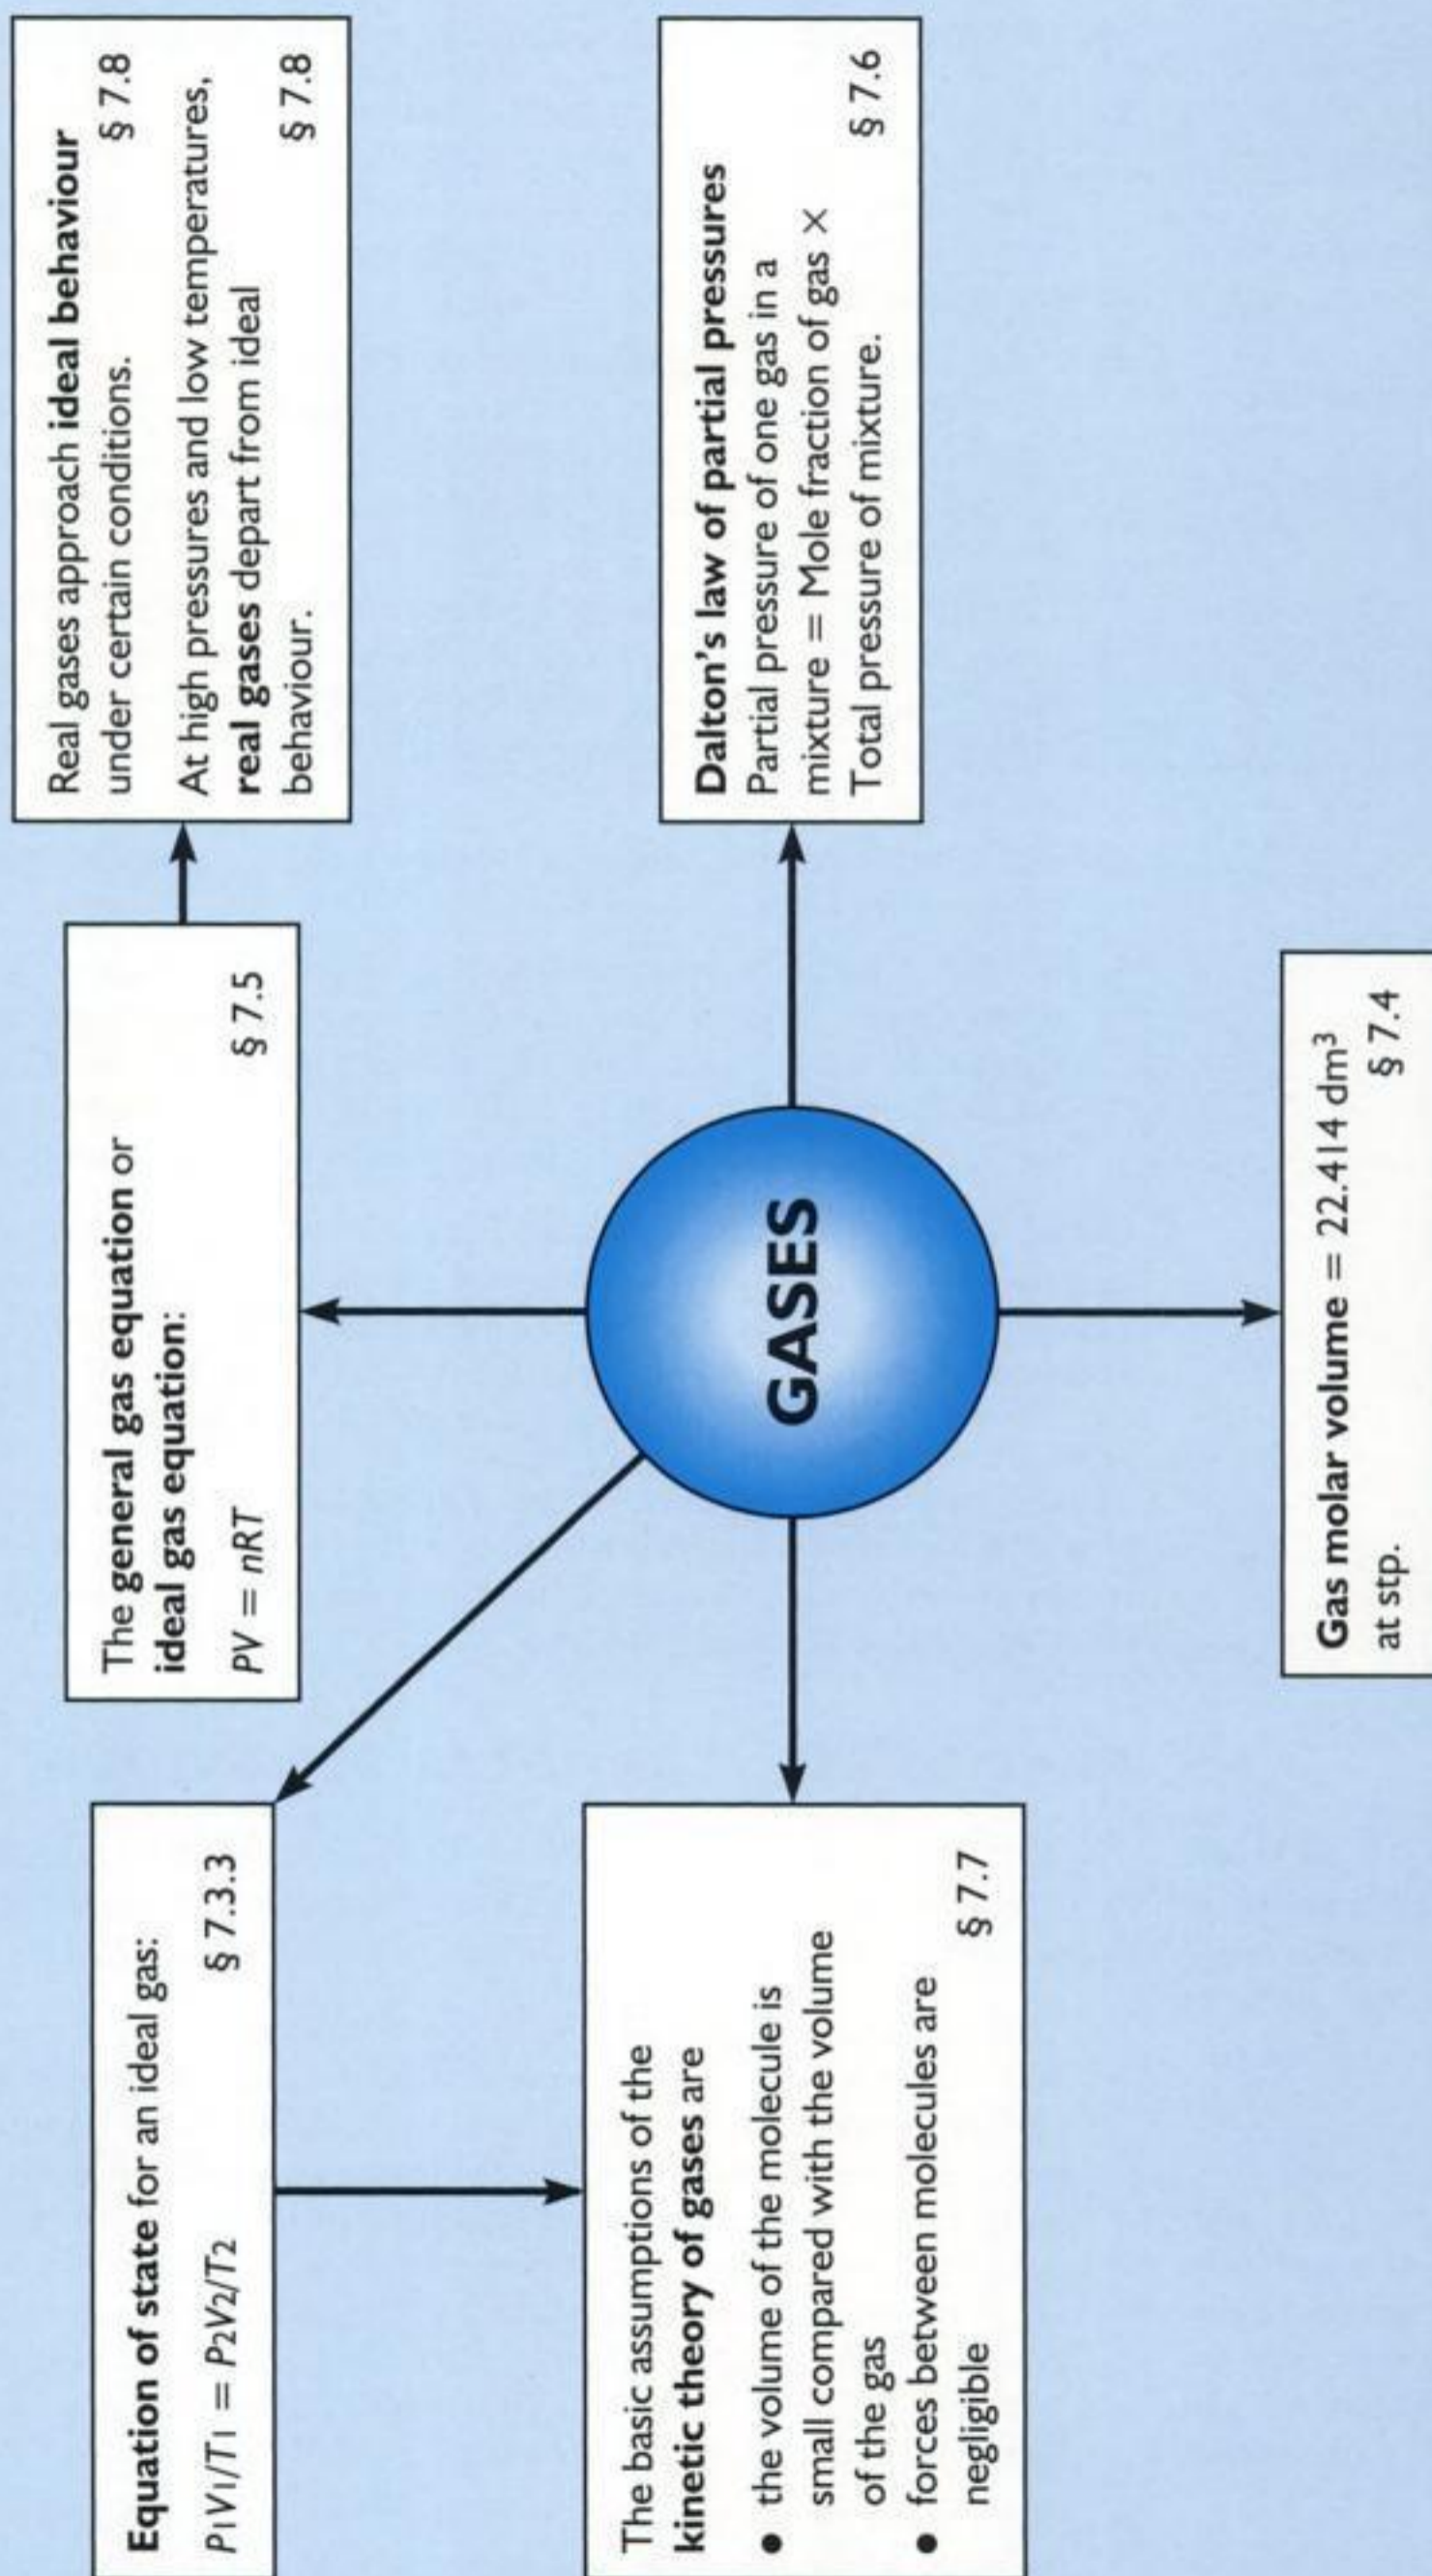 Equation of state for an ideal gas:
P₁V₁/T₁ = P₂V₂/T₂ § 7.3.3
The general gas equation or
ideal gas equation:
PV = nRT § 7.5
Real gases approach ideal behaviour
under certain conditions. § 7.8
At high pressures and low temperatures,
real gases depart from ideal
behaviour. § 7.8
The basic assumptions of the
kinetic theory of gases are
● the volume of the molecule is
small compared with the volume
of the gas
● forces between molecules are
negligible § 7.7
GASES
Dalton's law of partial pressures
Partial pressure of one gas in a
mixture = Mole fraction of gas ×
Total pressure of mixture. § 7.6
Gas molar volume = 22.414 dm³
at stp. § 7.4